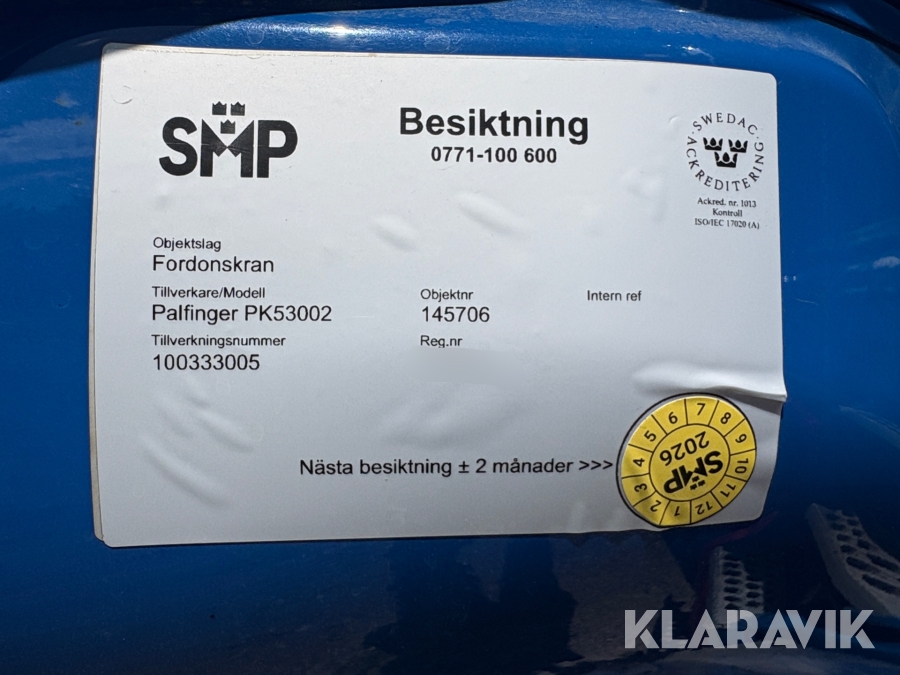 SMP
Besiktning
0771-100 600
SWEDAC
ACKREDITERING
Ackred. nr. 1013
Kontroll
ISO/IEC 17020 (A)
Objektslag
Fordonskran
Tillverkare/Modell
Palfinger PK53002
Objektnr
145706
Intern ref
Tillverkningsnummer
100333005
Reg.nr
Nästa besiktning ± 2 månader >>>
1 2 3 4 5 6 7 8 9 10 11 12
SMP
2026
KLARAVIK